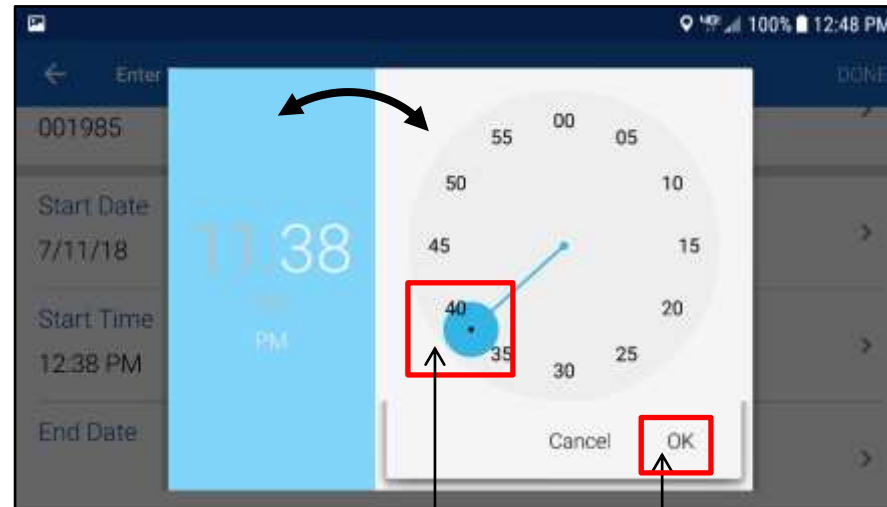 100% 12:48 PM
Enter
DONE
001985
Start Date
7/11/18
Start Time
12:38 PM
End Date
11:38
PM
00
05
10
15
20
25
30
35
40
45
50
55
Cancel
OK